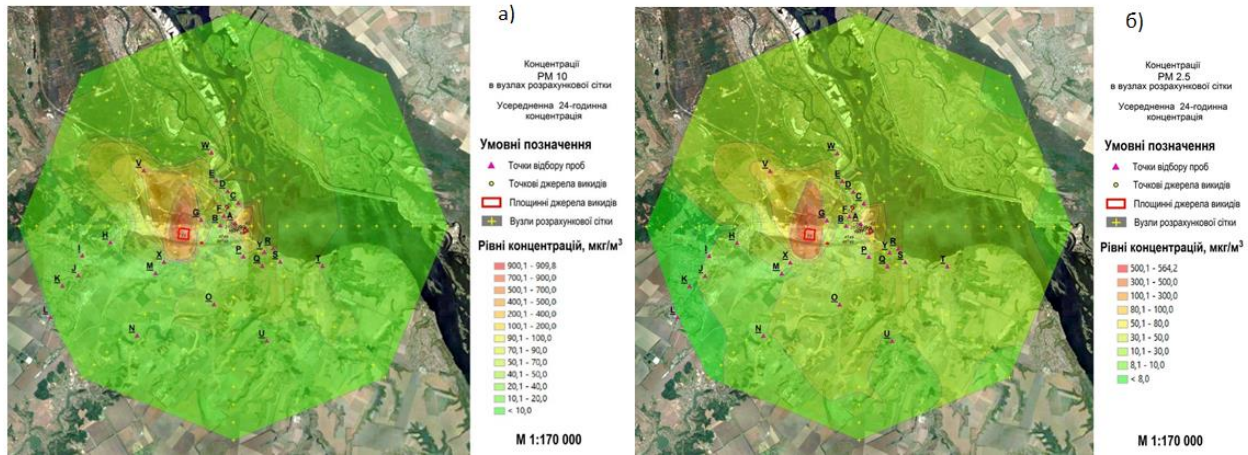 а)
Концентрації
РМ 10
в вузлах розрахункової сітки
Усередненна 24-годинна
концентрація
Умовні позначення
Точки відбору проб
Точкові джерела викидів
Площинні джерела викидів
Вузли розрахункової сітки
Рівні концентрацій, мкг/м³
900,1 - 909,8
700,1 - 900,0
500,1 - 700,0
400,1 - 500,0
200,1 - 400,0
100,1 - 200,0
90,1 - 100,0
70,1 - 90,0
50,1 - 70,0
40,1 - 50,0
20,1 - 40,0
10,1 - 20,0
< 10,0
М 1:170 000
W
V
E
D
C
F
G
B
A
H
I
J
K
L
M
X
N
O
P
Y
R
Q
S
T
U
б)
Концентрації
РМ 2.5
в вузлах розрахункової сітки
Усередненна 24-годинна
концентрація
Умовні позначення
Точки відбору проб
Точкові джерела викидів
Площинні джерела викидів
Вузли розрахункової сітки
Рівні концентрацій, мкг/м³
500,1 - 564,2
300,1 - 500,0
100,1 - 300,0
80,1 - 100,0
50,1 - 80,0
30,1 - 50,0
10,1 - 30,0
8,1 - 10,0
< 8,0
М 1:170 000
W
V
E
D
C
F
G
B
A
H
I
J
K
L
M
X
N
O
P
Y
R
Q
S
T
U